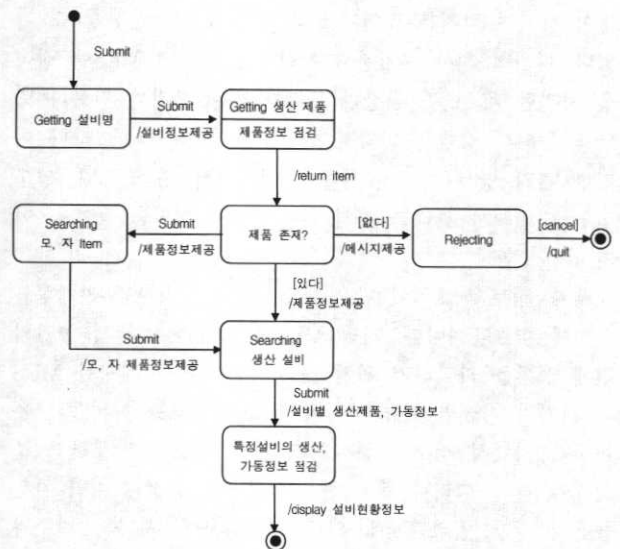 Submit
Getting 설비명
Submit
/설비정보제공
Getting 생산 제품
제품정보 점검
/return item
Searching
모, 자 Item
Submit
/제품정보제공
제품 존재?
[없다]
/메시지제공
Rejecting
[cancel]
/quit
[있다]
/제품정보제공
Submit
/모, 자 제품정보제공
Searching
생산 설비
Submit
/설비별 생산제품, 가동정보
특정설비의 생산,
가동정보 점검
/display 설비현황정보